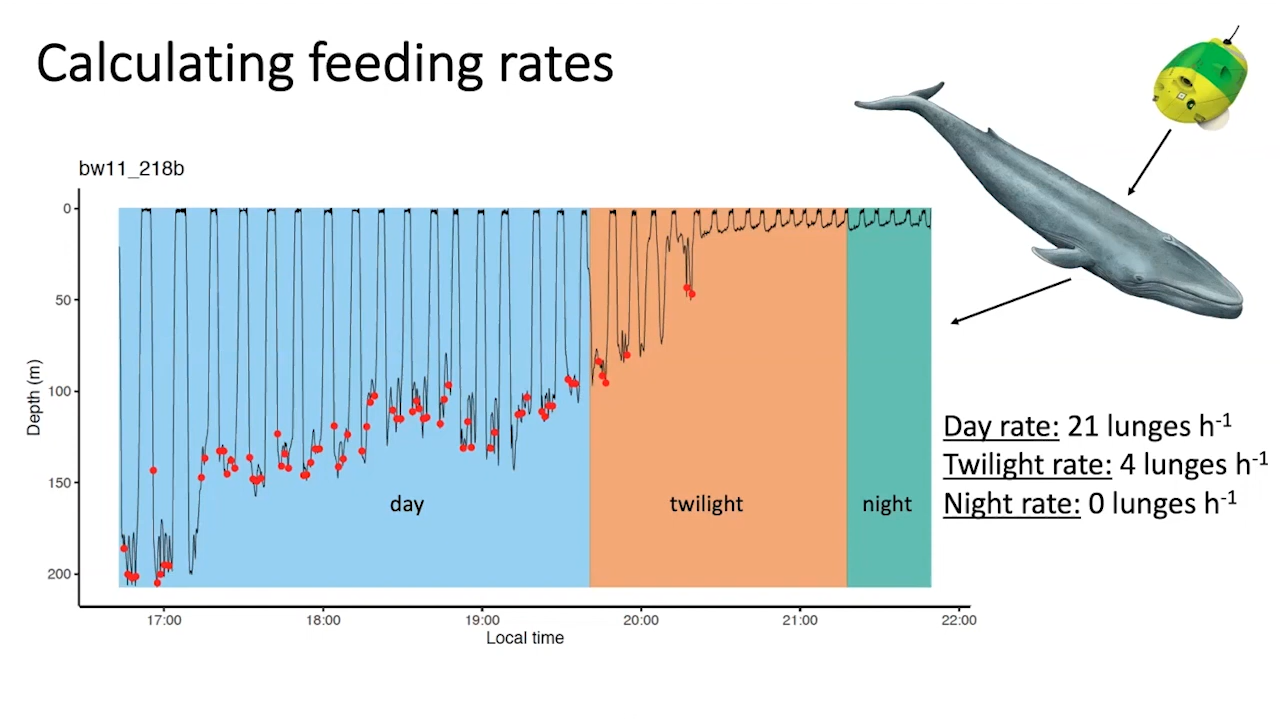 Calculating feeding rates
bw11_218b
0
50
100
150
200
Depth (m)
day
twilight
night
17:00
18:00
19:00
20:00
21:00
22:00
Local time
Day rate: 21 lunges h⁻¹
Twilight rate: 4 lunges h⁻¹
Night rate: 0 lunges h⁻¹